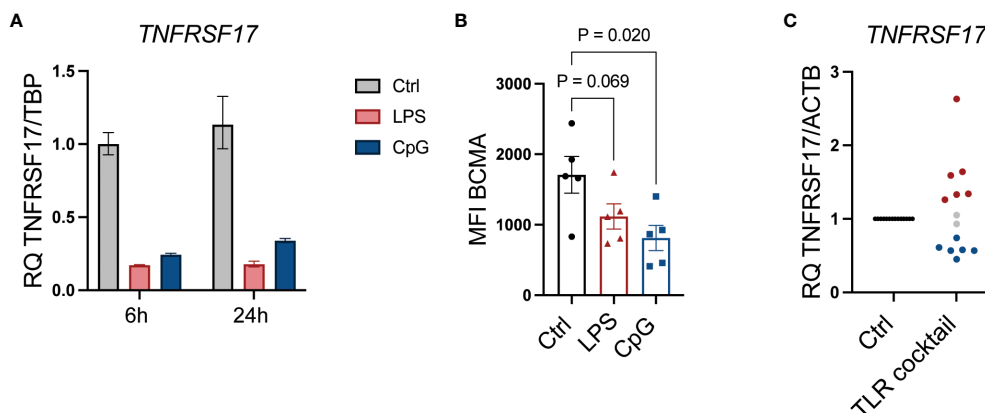 A
TNFRSF17
RQ TNFRSF17/TBP
1.5
1.0
0.5
0.0
6h
24h
Ctrl
LPS
CpG
B
P = 0.020
P = 0.069
MFI BCMA
3000
2000
1000
0
Ctrl
LPS
CpG
C
TNFRSF17
RQ TNFRSF17/ACTB
3
2
1
0
Ctrl
TLR cocktail